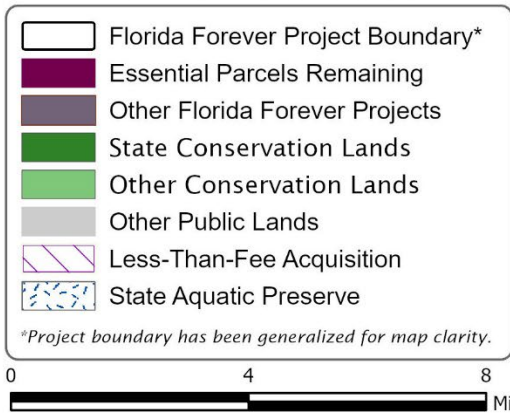 Florida Forever Project Boundary*
Essential Parcels Remaining
Other Florida Forever Projects
State Conservation Lands
Other Conservation Lands
Other Public Lands
Less-Than-Fee Acquisition
State Aquatic Preserve
*Project boundary has been generalized for map clarity.
0 4 8
Mi